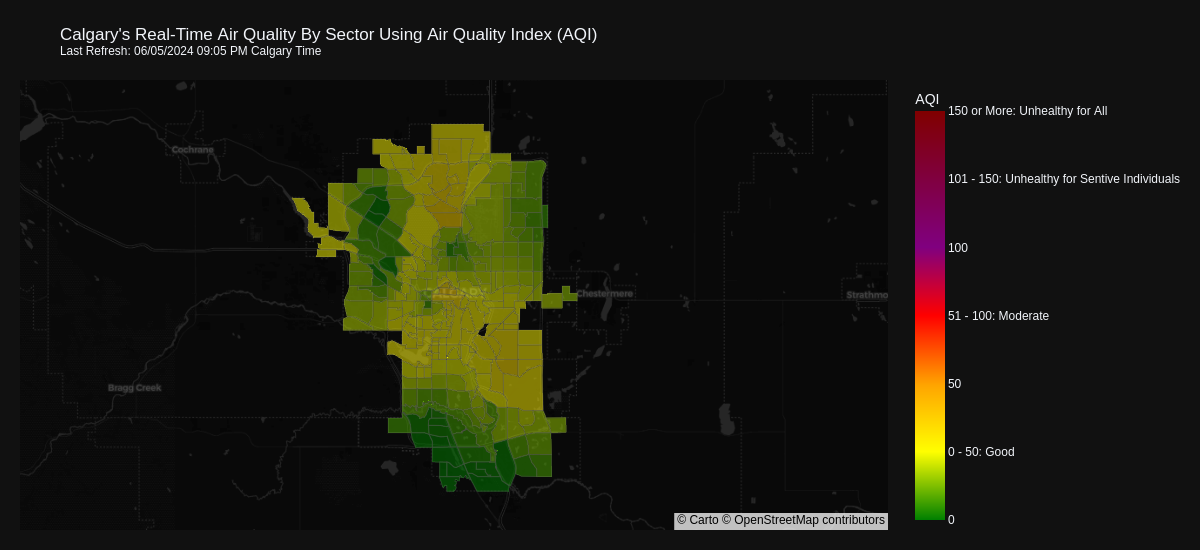 Calgary's Real-Time Air Quality By Sector Using Air Quality Index (AQI)
Last Refresh: 06/05/2024 09:05 PM Calgary Time
AQI
150 or More: Unhealthy for All
Cochrane
101 - 150: Unhealthy for Sentive Individuals
100
CALGARY
Chestermere
Strathmo
51 - 100: Moderate
50
Bragg Creek
0 - 50: Good
0
© Carto © OpenStreetMap contributors